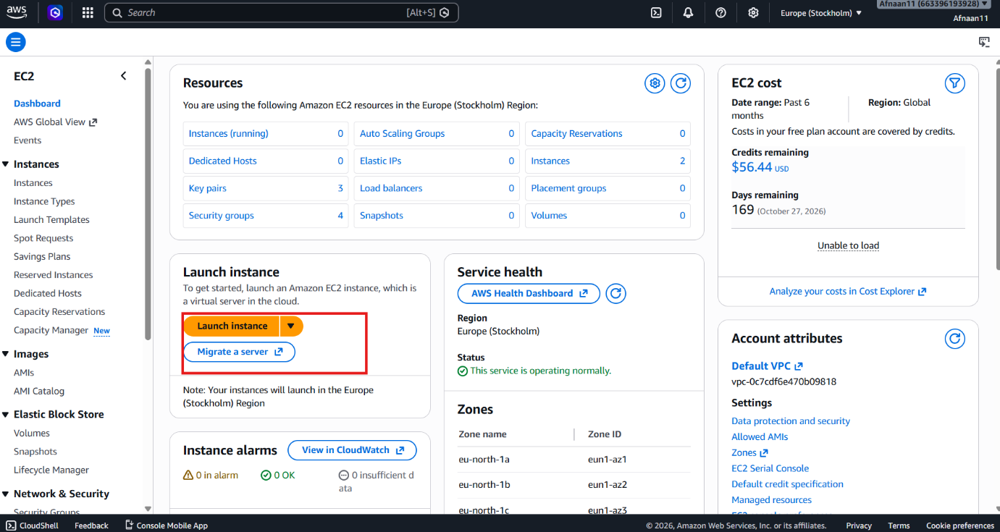 aws
Search
[Alt+S]
Europe (Stockholm)
Afnaan11 (663396193928)
Afnaan11
EC2
Dashboard
AWS Global View
Events
Instances
Instances
Instance Types
Launch Templates
Spot Requests
Savings Plans
Reserved Instances
Dedicated Hosts
Capacity Reservations
Capacity Manager New
Images
AMIs
AMI Catalog
Elastic Block Store
Volumes
Snapshots
Lifecycle Manager
Network & Security
Security Groups
Resources
You are using the following Amazon EC2 resources in the Europe (Stockholm) Region:
Instances (running) 0
Auto Scaling Groups 0
Capacity Reservations 0
Dedicated Hosts 0
Elastic IPs 0
Instances 2
Key pairs 3
Load balancers 0
Placement groups 0
Security groups 4
Snapshots 0
Volumes 0
Launch instance
To get started, launch an Amazon EC2 instance, which is
a virtual server in the cloud.
Launch instance
Migrate a server
Note: Your instances will launch in the Europe
(Stockholm) Region
Instance alarms
View in CloudWatch
0 in alarm
0 OK
0 insufficient d
ata
Service health
AWS Health Dashboard
Region
Europe (Stockholm)
Status
This service is operating normally.
Zones
Zone name Zone ID
eu-north-1a eun1-az1
eu-north-1b eun1-az2
eu-north-1c eun1-az3
EC2 cost
Date range: Past 6
months
Region: Global
Costs in your free plan account are covered by credits.
Credits remaining
$56.44 USD
Days remaining
169 (October 27, 2026)
Unable to load
Analyze your costs in Cost Explorer
Account attributes
Default VPC
vpc-0c7cdf6e470b09818
Settings
Data protection and security
Allowed AMIs
Zones
EC2 Serial Console
Default credit specification
Managed resources
EC2 console preferences
CloudShell
Feedback
Console Mobile App
© 2026, Amazon Web Services, Inc. or its affiliates.
Privacy
Terms
Cookie preferences